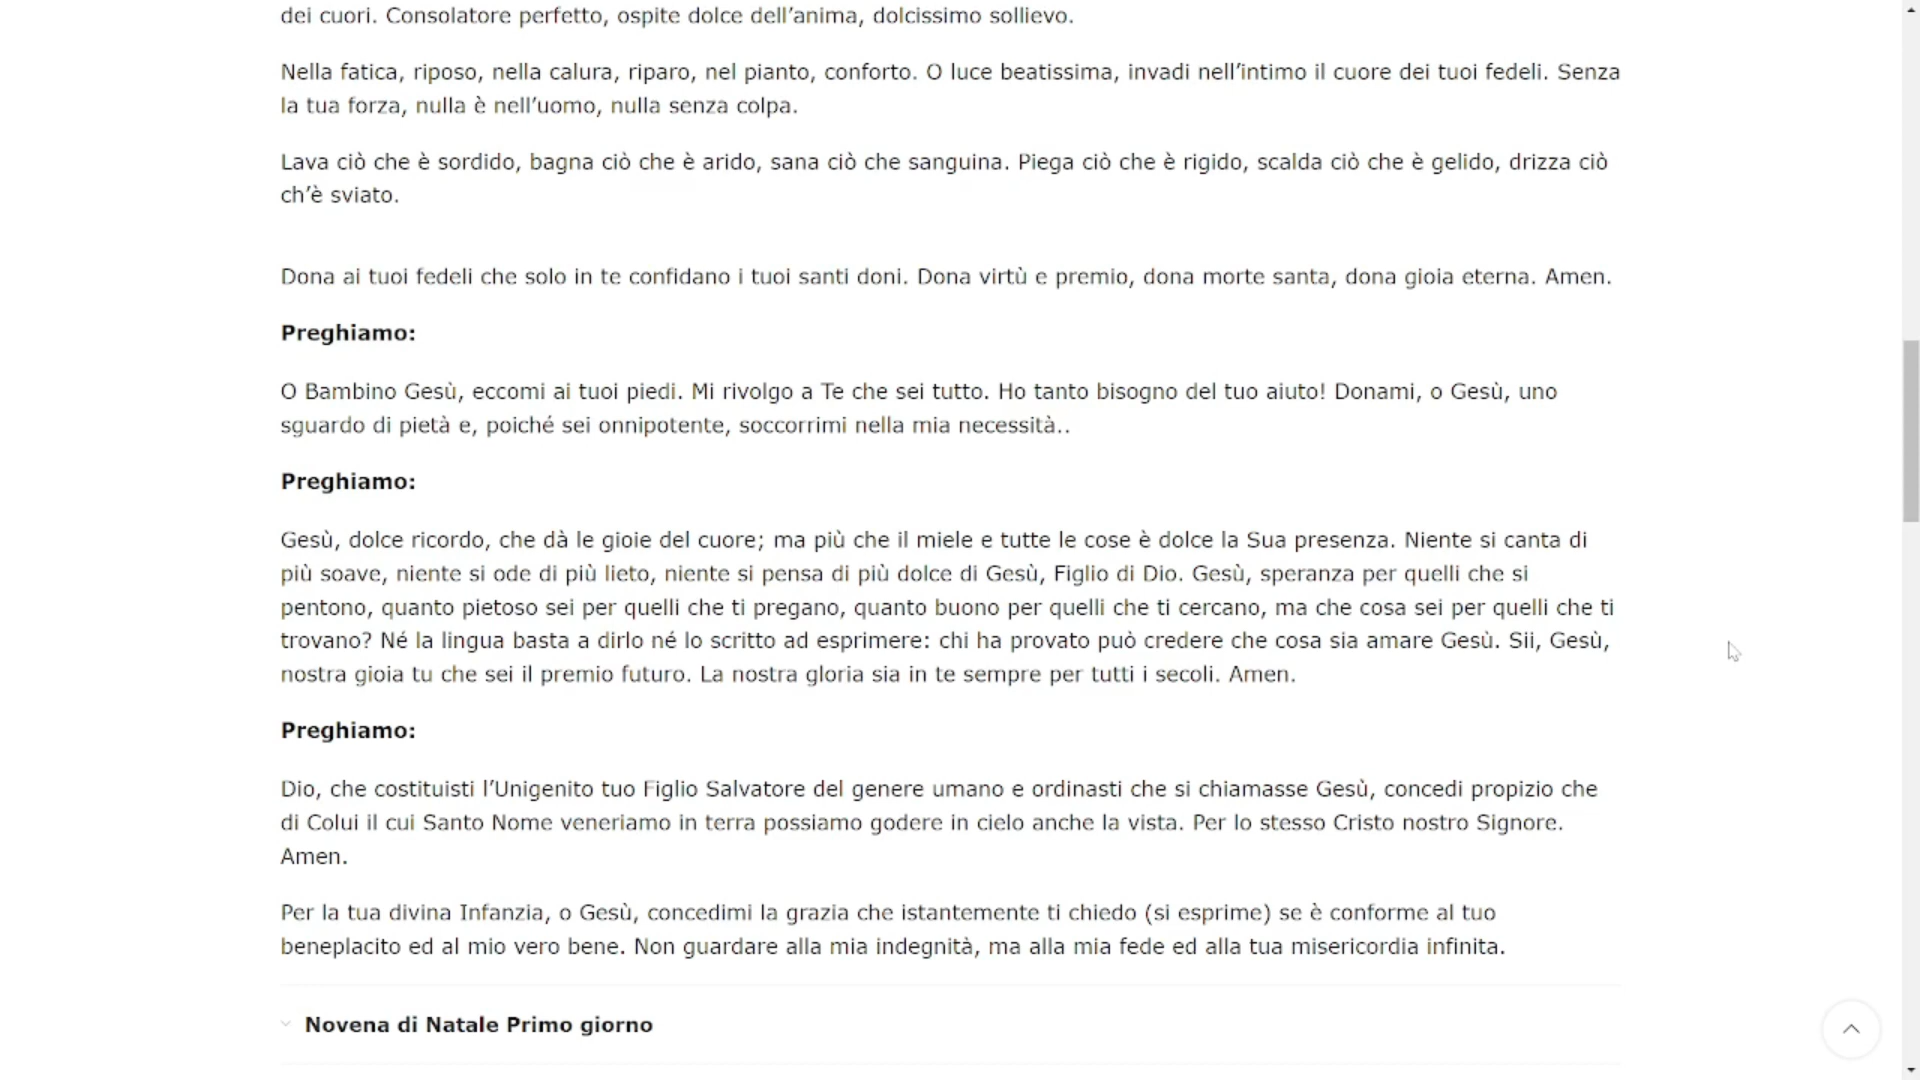 dei cuori. Consolatore perfetto, ospite dolce dell’anima, dolcissimo sollievo.
Nella fatica, riposo, nella calura, riparo, nel pianto, conforto. O luce beatissima, invadi nell’intimo il cuore dei tuoi fedeli. Senza
la tua forza, nulla è nell’uomo, nulla senza colpa.
Lava ciò che è sordido, bagna ciò che è arido, sana ciò che sanguina. Piega ciò che è rigido, scalda ciò che è gelido, drizza ciò
ch’è sviato.
Dona ai tuoi fedeli che solo in te confidano i tuoi santi doni. Dona virtù e premio, dona morte santa, dona gioia eterna. Amen.
Preghiamo:
O Bambino Gesù, eccomi ai tuoi piedi. Mi rivolgo a Te che sei tutto. Ho tanto bisogno del tuo aiuto! Donami, o Gesù, uno
sguardo di pietà e, poiché sei onnipotente, soccorrimi nella mia necessità..
Preghiamo:
Gesù, dolce ricordo, che dà le gioie del cuore; ma più che il miele e tutte le cose è dolce la Sua presenza. Niente si canta di
più soave, niente si ode di più lieto, niente si pensa di più dolce di Gesù, Figlio di Dio. Gesù, speranza per quelli che si
pentono, quanto pietoso sei per quelli che ti pregano, quanto buono per quelli che ti cercano, ma che cosa sei per quelli che ti
trovano? Né la lingua basta a dirlo né lo scritto ad esprimere: chi ha provato può credere che cosa sia amare Gesù. Sii, Gesù,
nostra gioia tu che sei il premio futuro. La nostra gloria sia in te sempre per tutti i secoli. Amen.
Preghiamo:
Dio, che costituisti l’Unigenito tuo Figlio Salvatore del genere umano e ordinasti che si chiamasse Gesù, concedi propizio che
di Colui il cui Santo Nome veneriamo in terra possiamo godere in cielo anche la vista. Per lo stesso Cristo nostro Signore.
Amen.
Per la tua divina Infanzia, o Gesù, concedimi la grazia che istantemente ti chiedo (si esprime) se è conforme al tuo
beneplacito ed al mio vero bene. Non guardare alla mia indegnità, ma alla mia fede ed alla tua misericordia infinita.
Novena di Natale Primo giorno